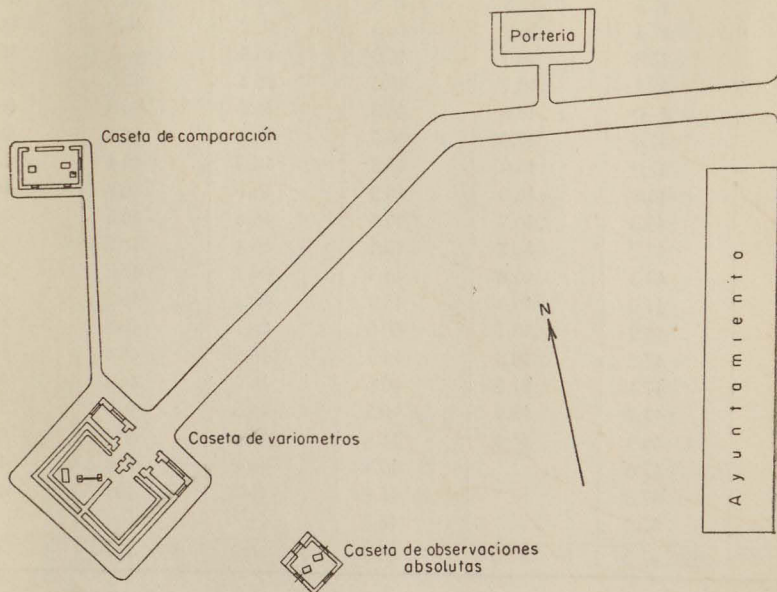 Porteria
Caseta de comparación
N
Ayuntamiento
Caseta de variometros
Caseta de observaciones
absolutas